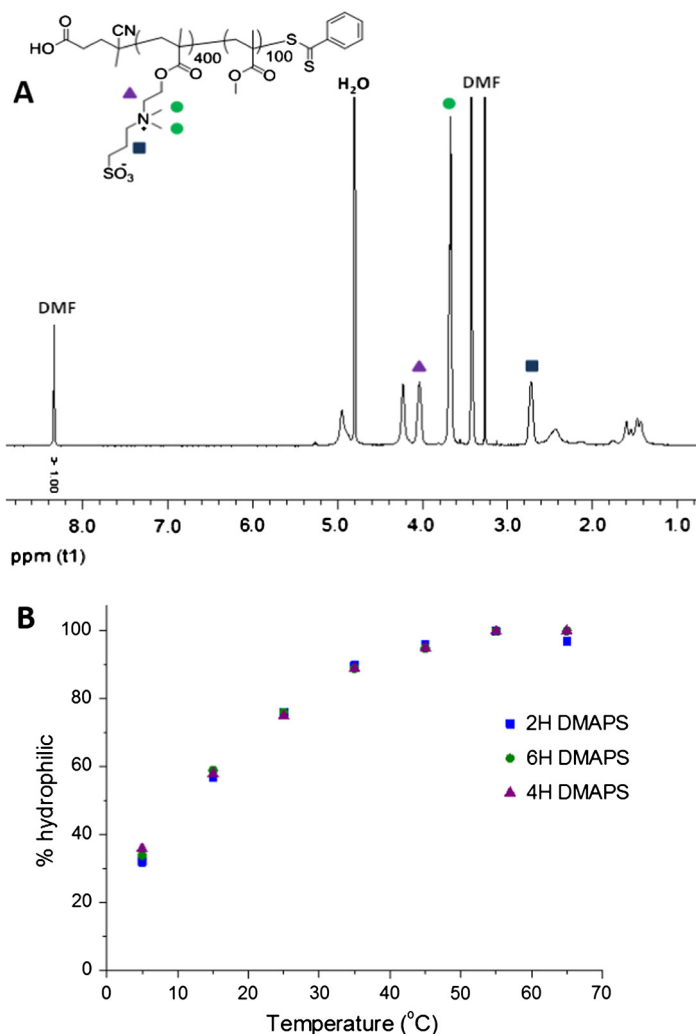 O
HO
CN
400
100
S
S
O
O
O
O
N
+
SO3
-
A
H2O
DMF
DMF
1.00
8.0 7.0 6.0 5.0 4.0 3.0 2.0 1.0
ppm (t1)
B
100
80
60
40
20
0
% hydrophilic
2H DMAPS
6H DMAPS
4H DMAPS
0 10 20 30 40 50 60 70
Temperature (°C)